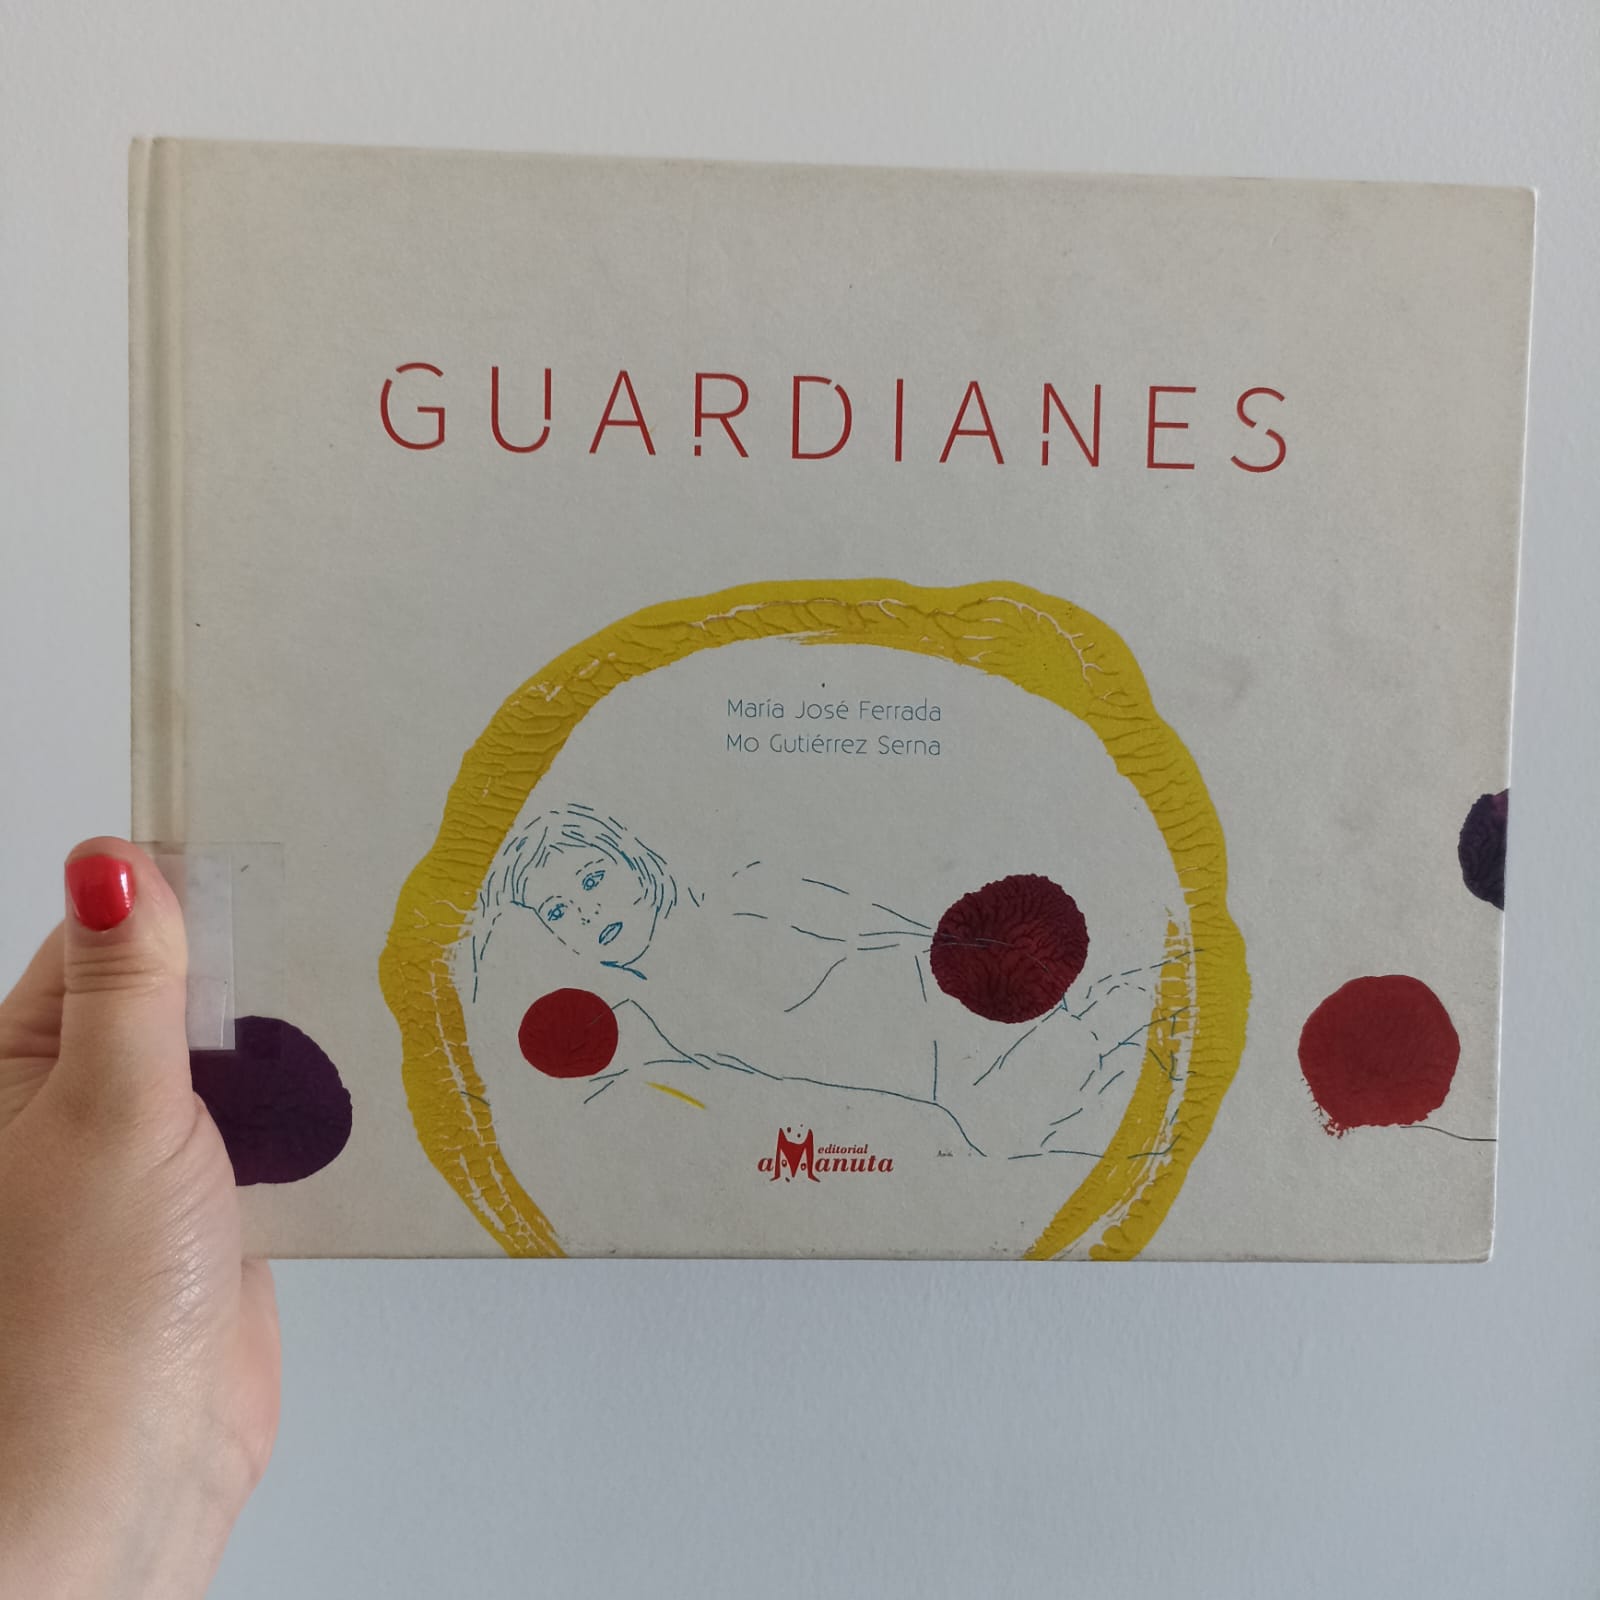 GUARDIANES
María José Ferrada
Mo Gutiérrez Serna
editorial
aManuta